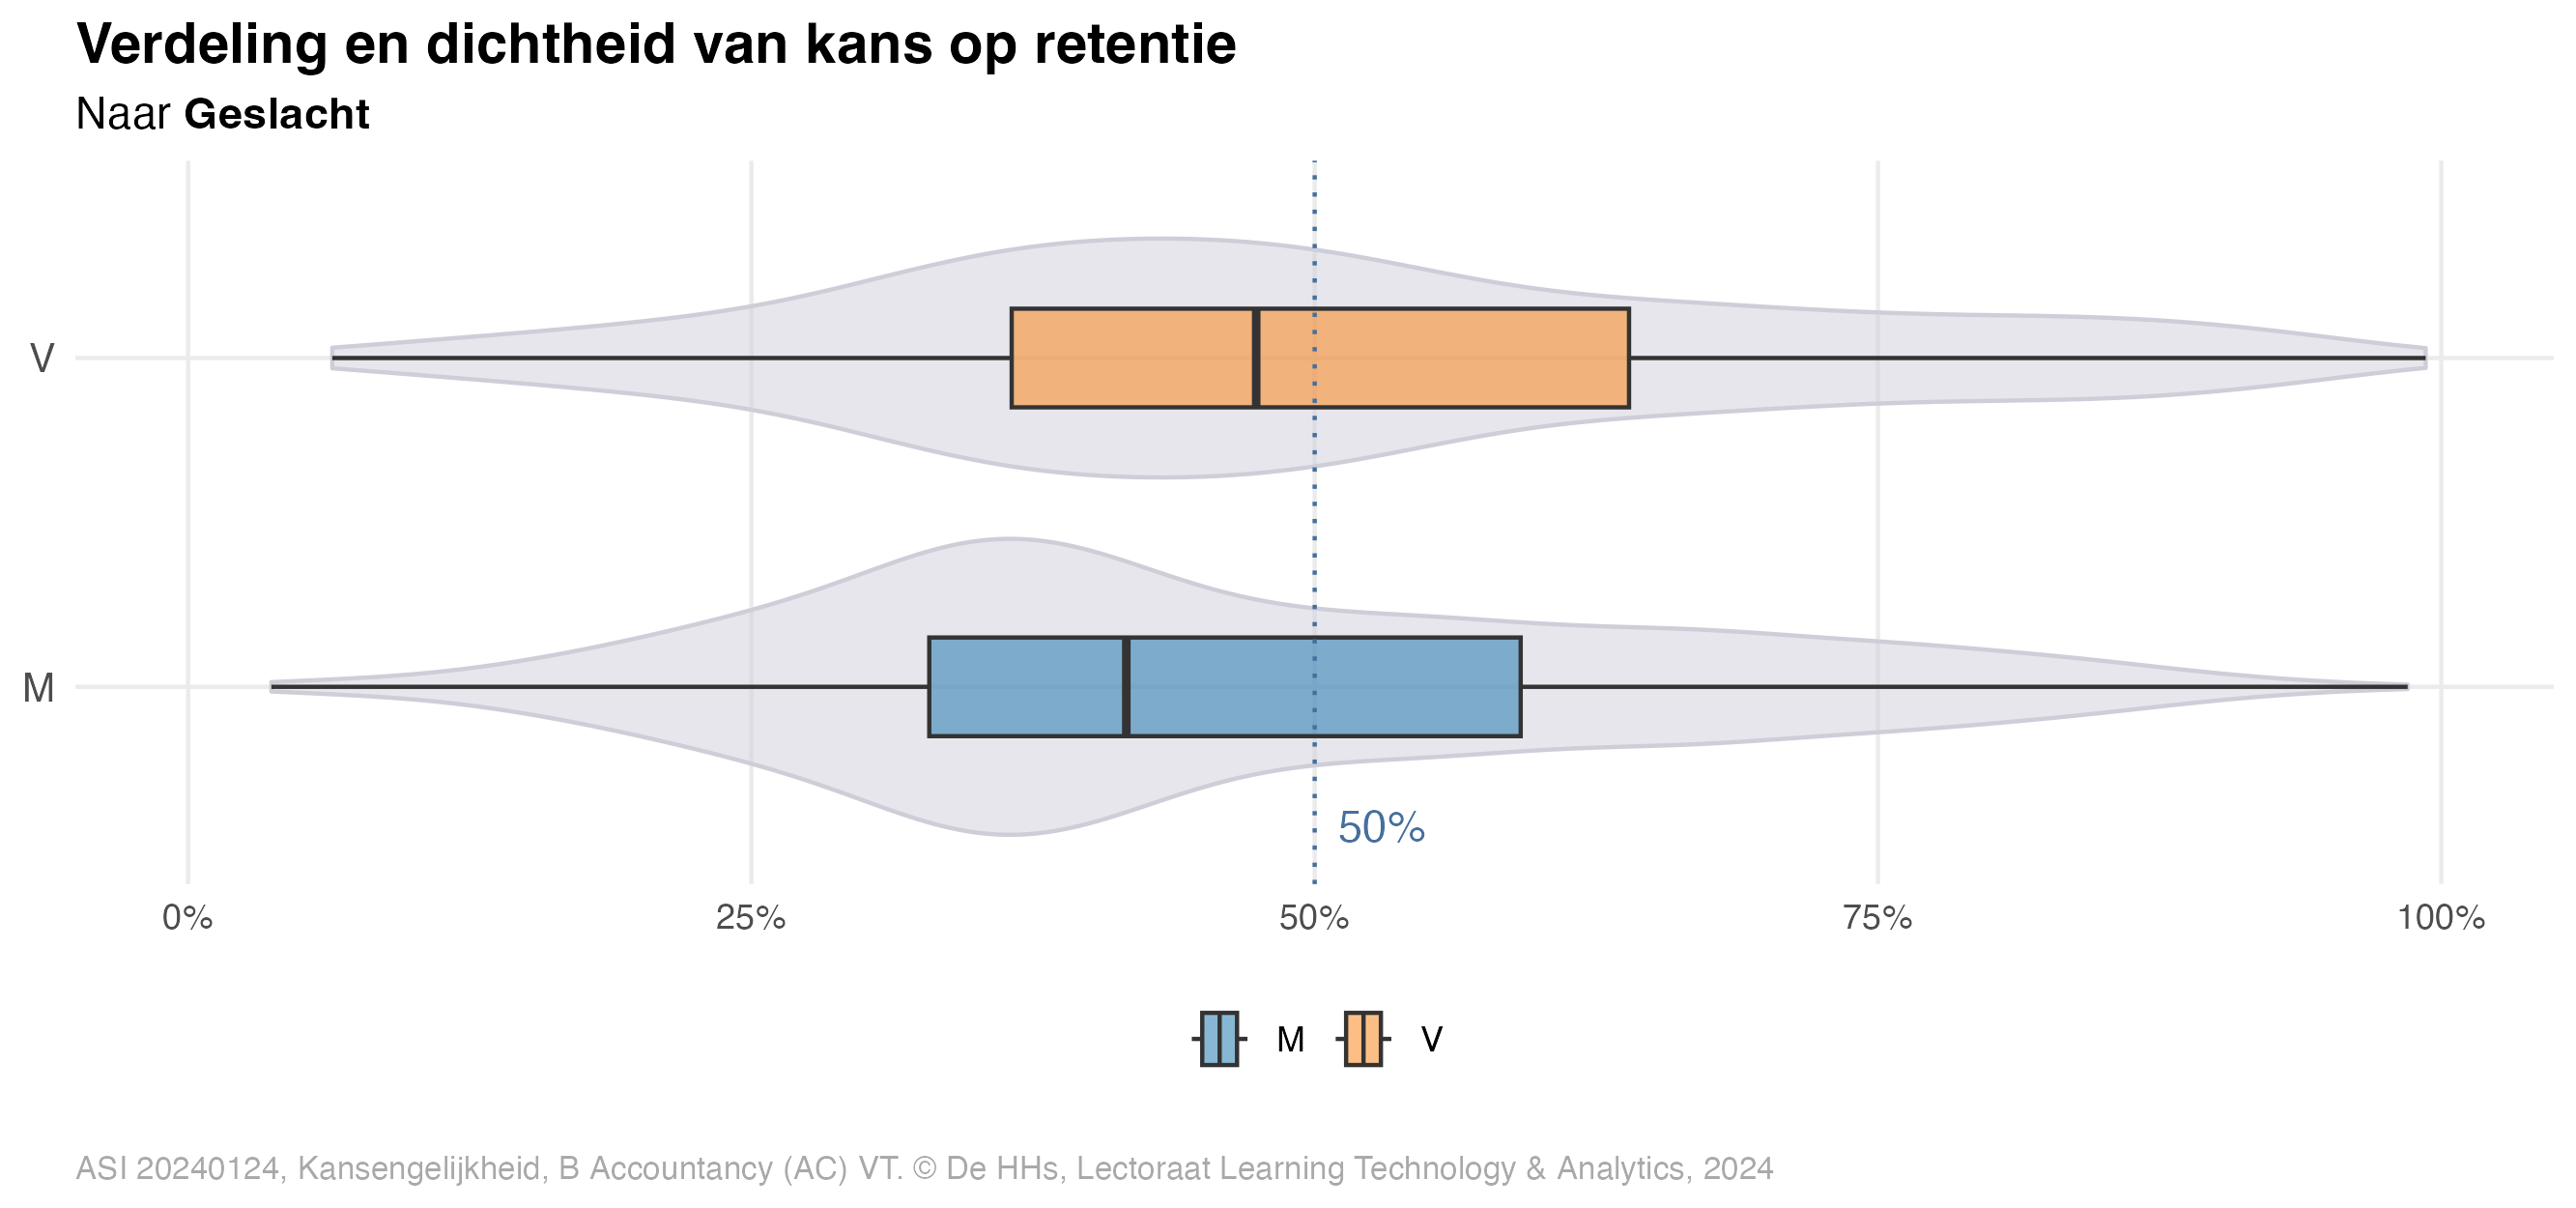 Verdeling en dichtheid van kans op retentie
Naar Geslacht
V
M
50%
0% 25% 50% 75% 100%
M V
ASI 20240124, Kansengelijkheid, B Accountancy (AC) VT. © De HHs, Lectoraat Learning Technology & Analytics, 2024